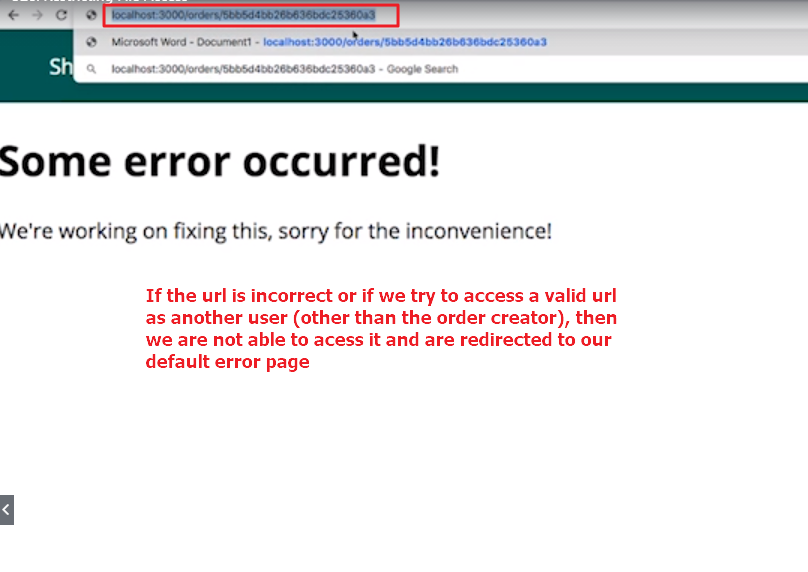 localhost:3000/orders/5bb5d4bb26b636bdc25360a3
Microsoft Word - Document1 - localhost:3000/orders/5bb5d4bb26b636bdc25360a3
Sh
localhost:3000/orders/5bb5d4bb26b636bdc25360a3 - Google Search
Some error occurred!
We're working on fixing this, sorry for the inconvenience!
If the url is incorrect or if we try to access a valid url
as another user (other than the order creator), then
we are not able to acess it and are redirected to our
default error page